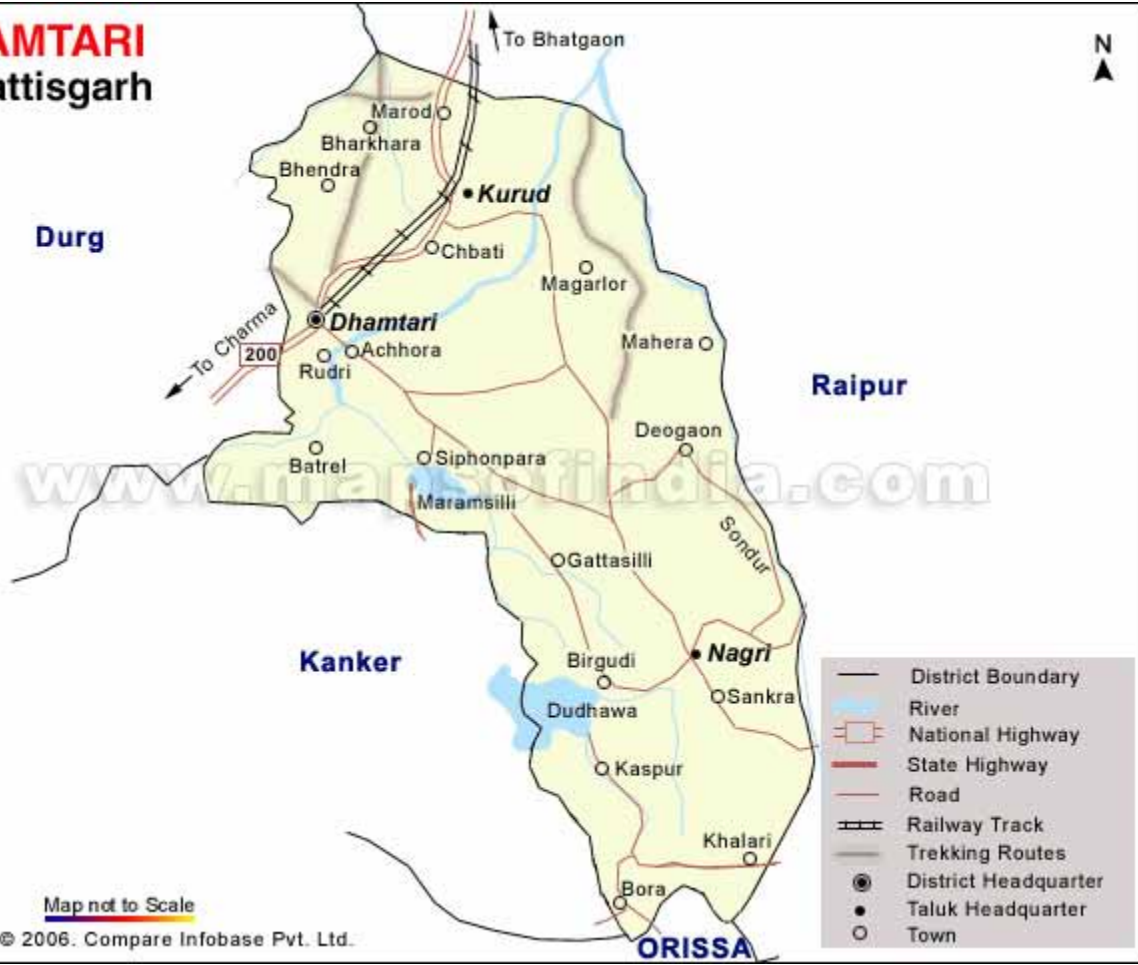 AMTARI
attisgarh
To Bhatgaon
N
Marod
Bharkhara
Bhendra
Kurud
Durg
Chbati
Magarlor
To Charma
Dhamtari
200
Achhora
Rudri
Mahera
Raipur
Deogaon
Batrel
Siphonpara
www.mapsofindia.com
Maramsilli
Sondur
Gattasilli
Kanker
Birgudi
Nagri
Sankra
Dudhawa
Kaspur
Khalari
Bora
ORISSA
District Boundary
River
National Highway
State Highway
Road
Railway Track
Trekking Routes
District Headquarter
Taluk Headquarter
Town
Map not to Scale
© 2006. Compare Infobase Pvt. Ltd.